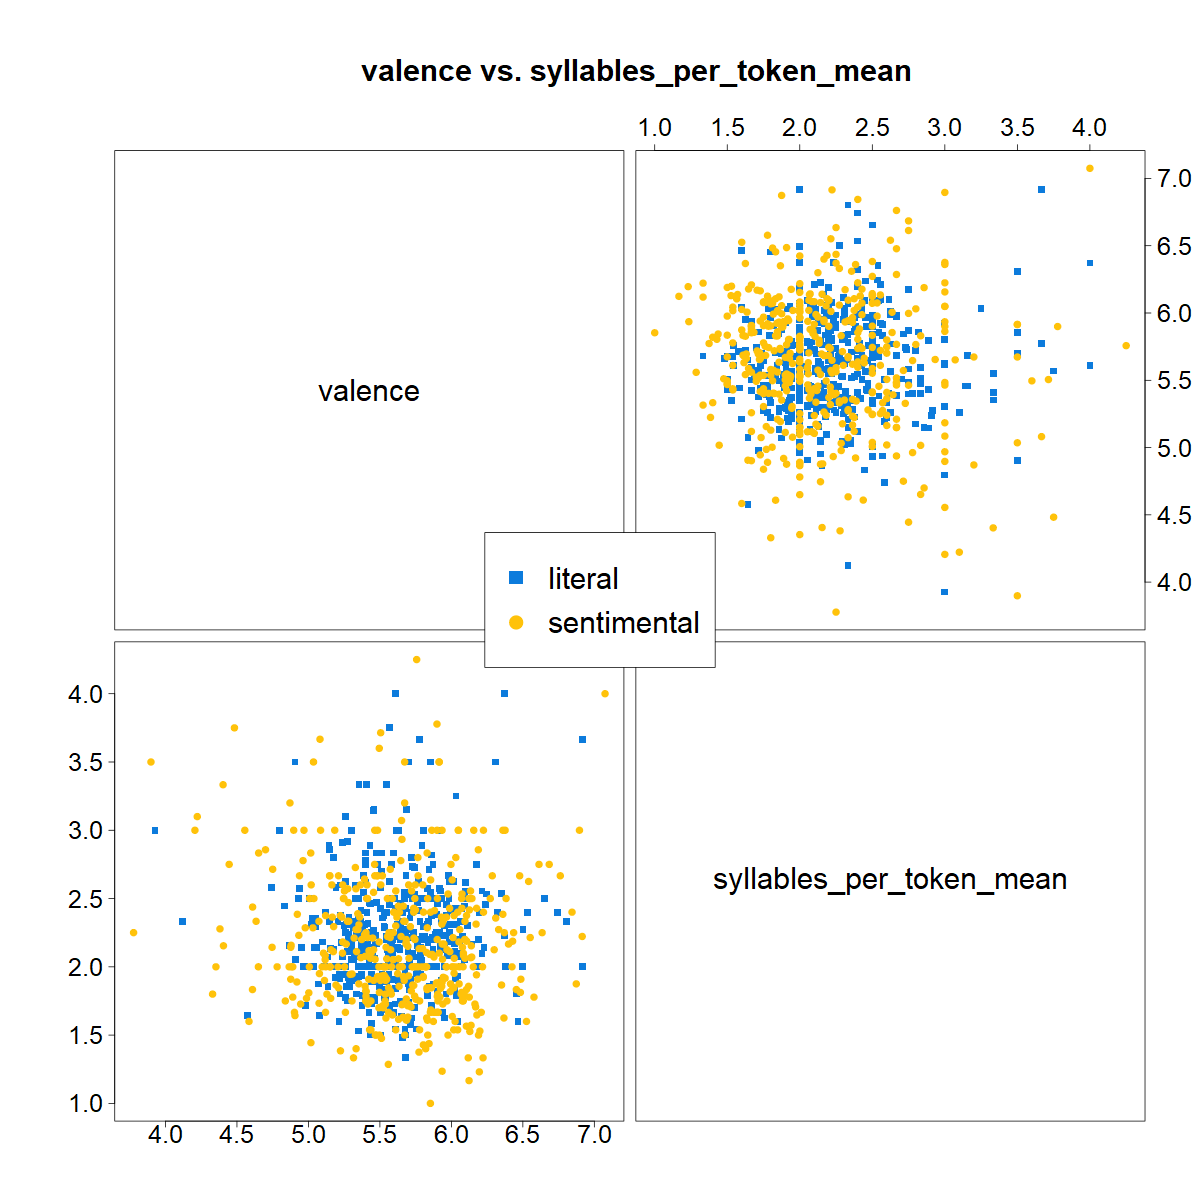 valence vs. syllables_per_token_mean
1.0 1.5 2.0 2.5 3.0 3.5 4.0
7.0
6.5
6.0
5.5
5.0
4.5
4.0
valence
literal
sentimental
4.0
3.5
3.0
2.5
2.0
1.5
1.0
syllables_per_token_mean
4.0 4.5 5.0 5.5 6.0 6.5 7.0